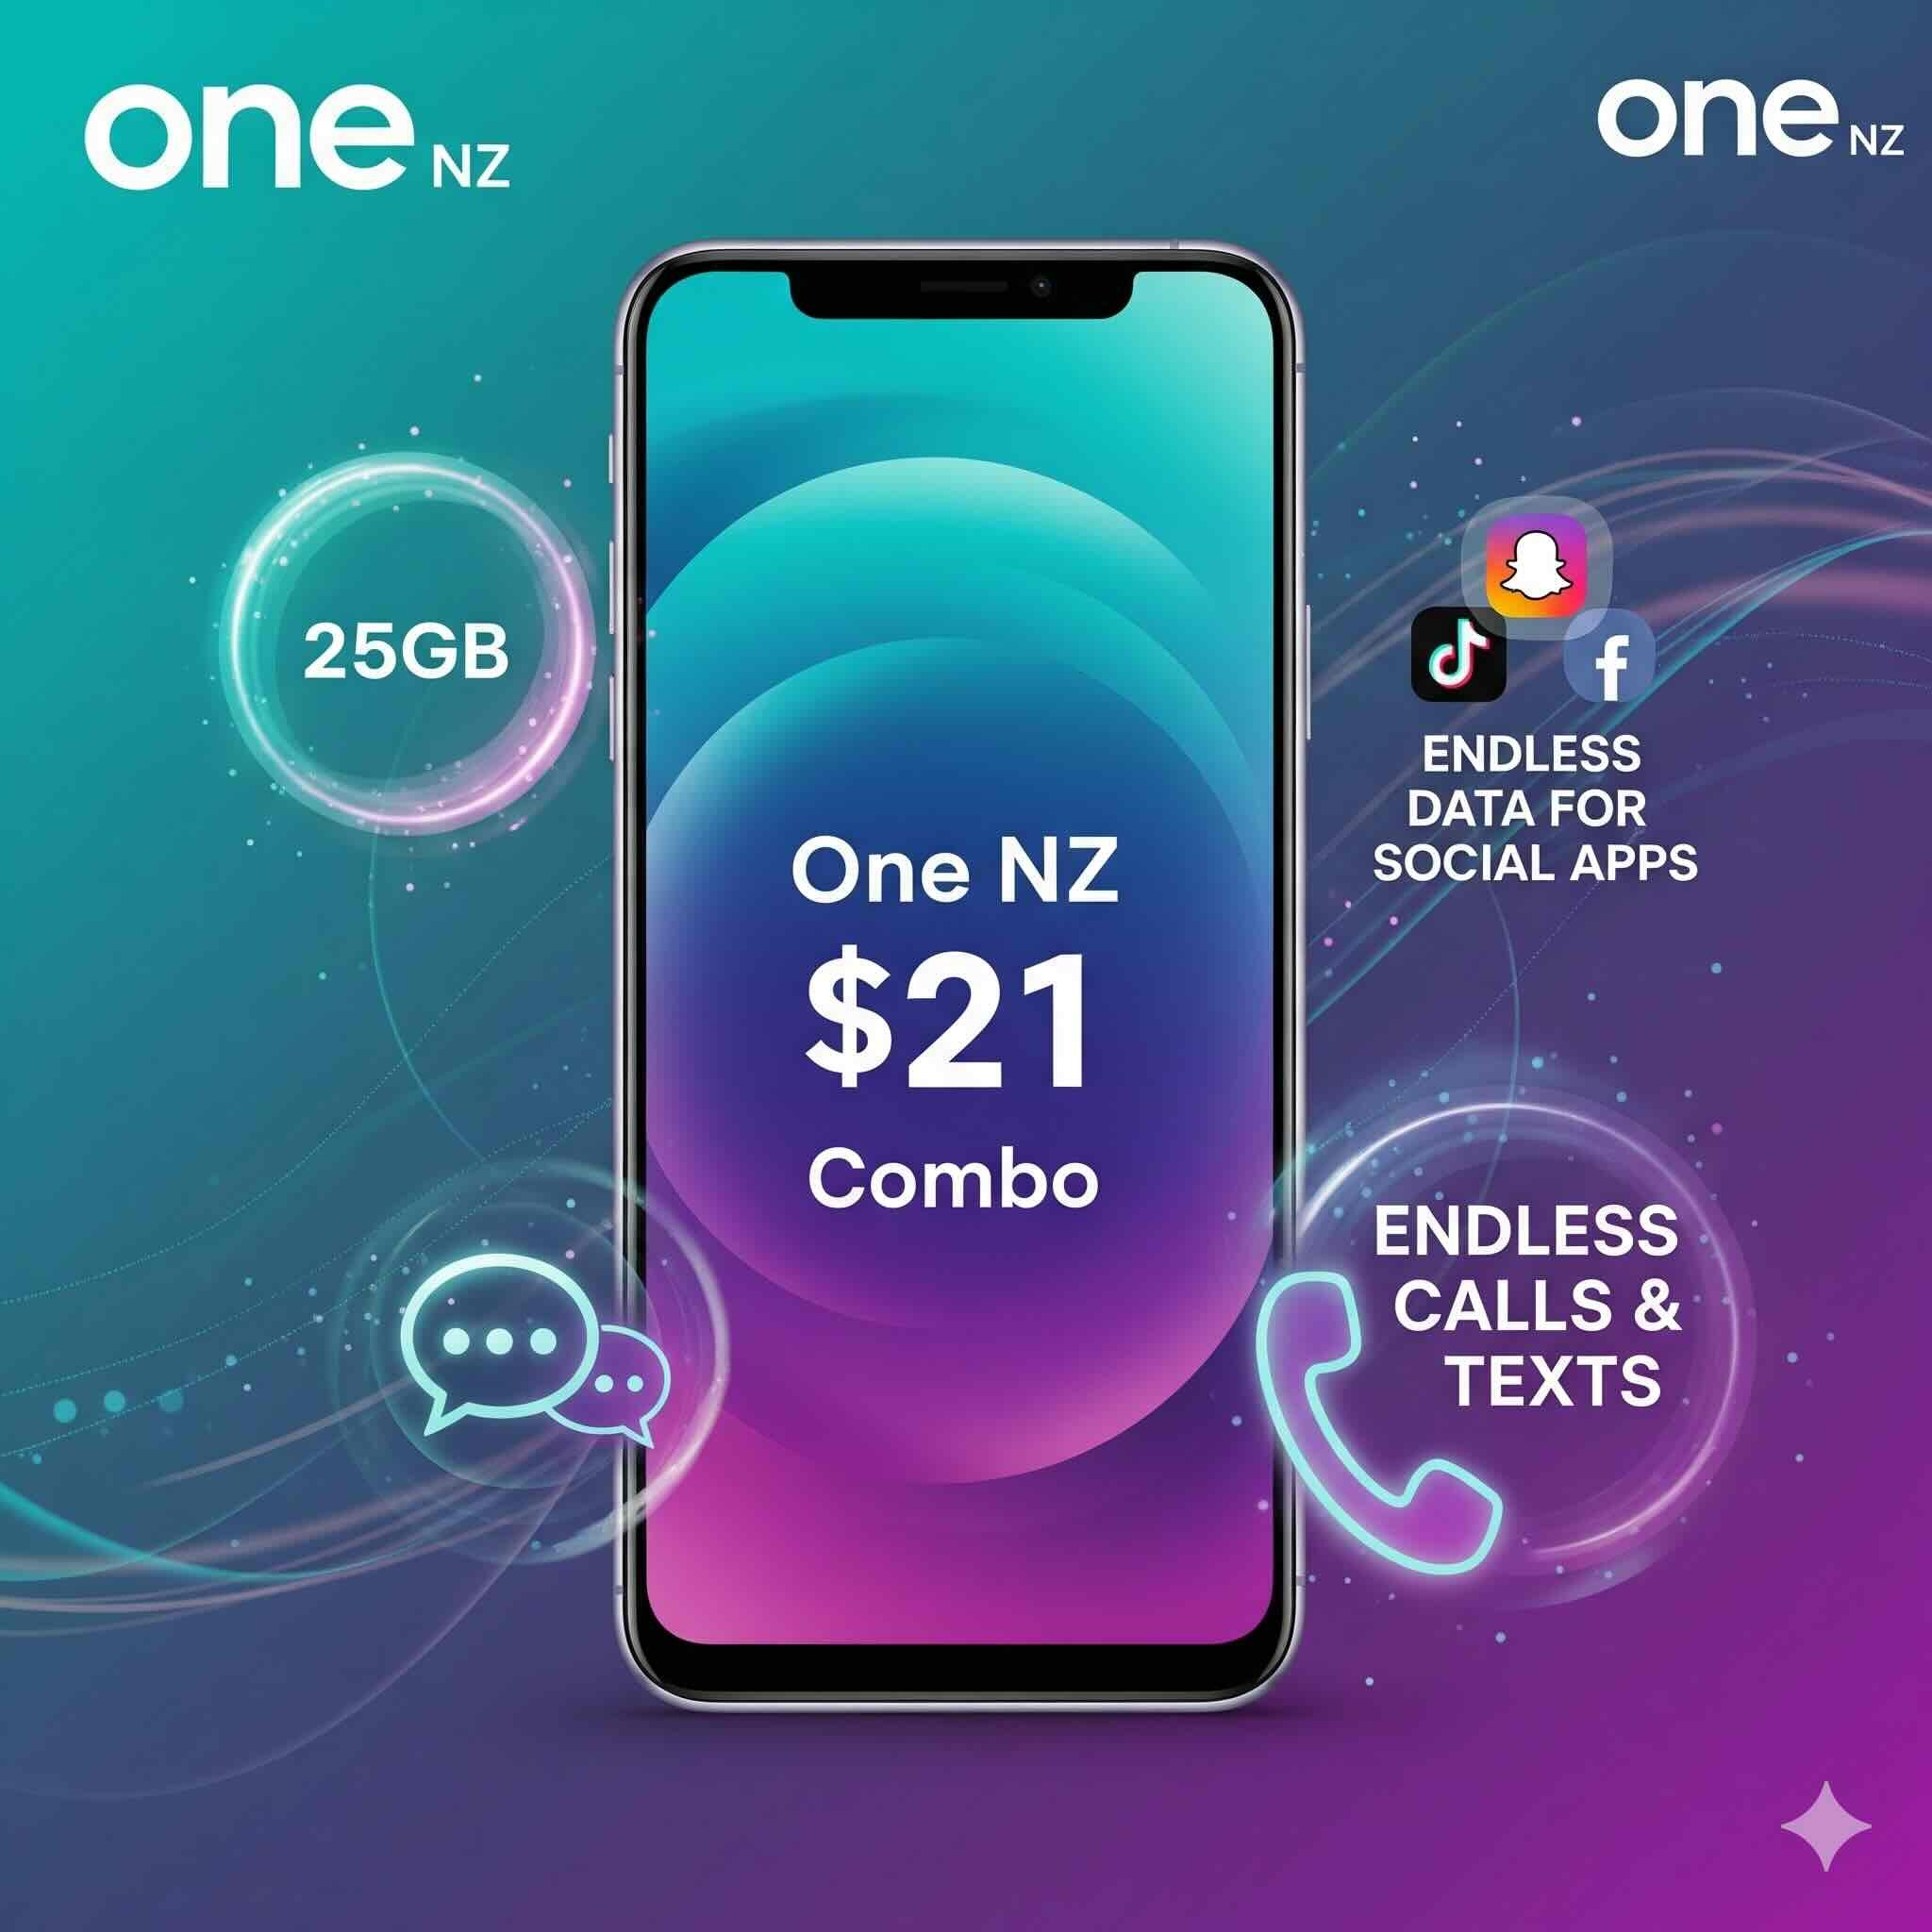 one NZ
one NZ
25GB
ENDLESS
DATA FOR
SOCIAL APPS
One NZ
$21
Combo
ENDLESS
CALLS &
TEXTS